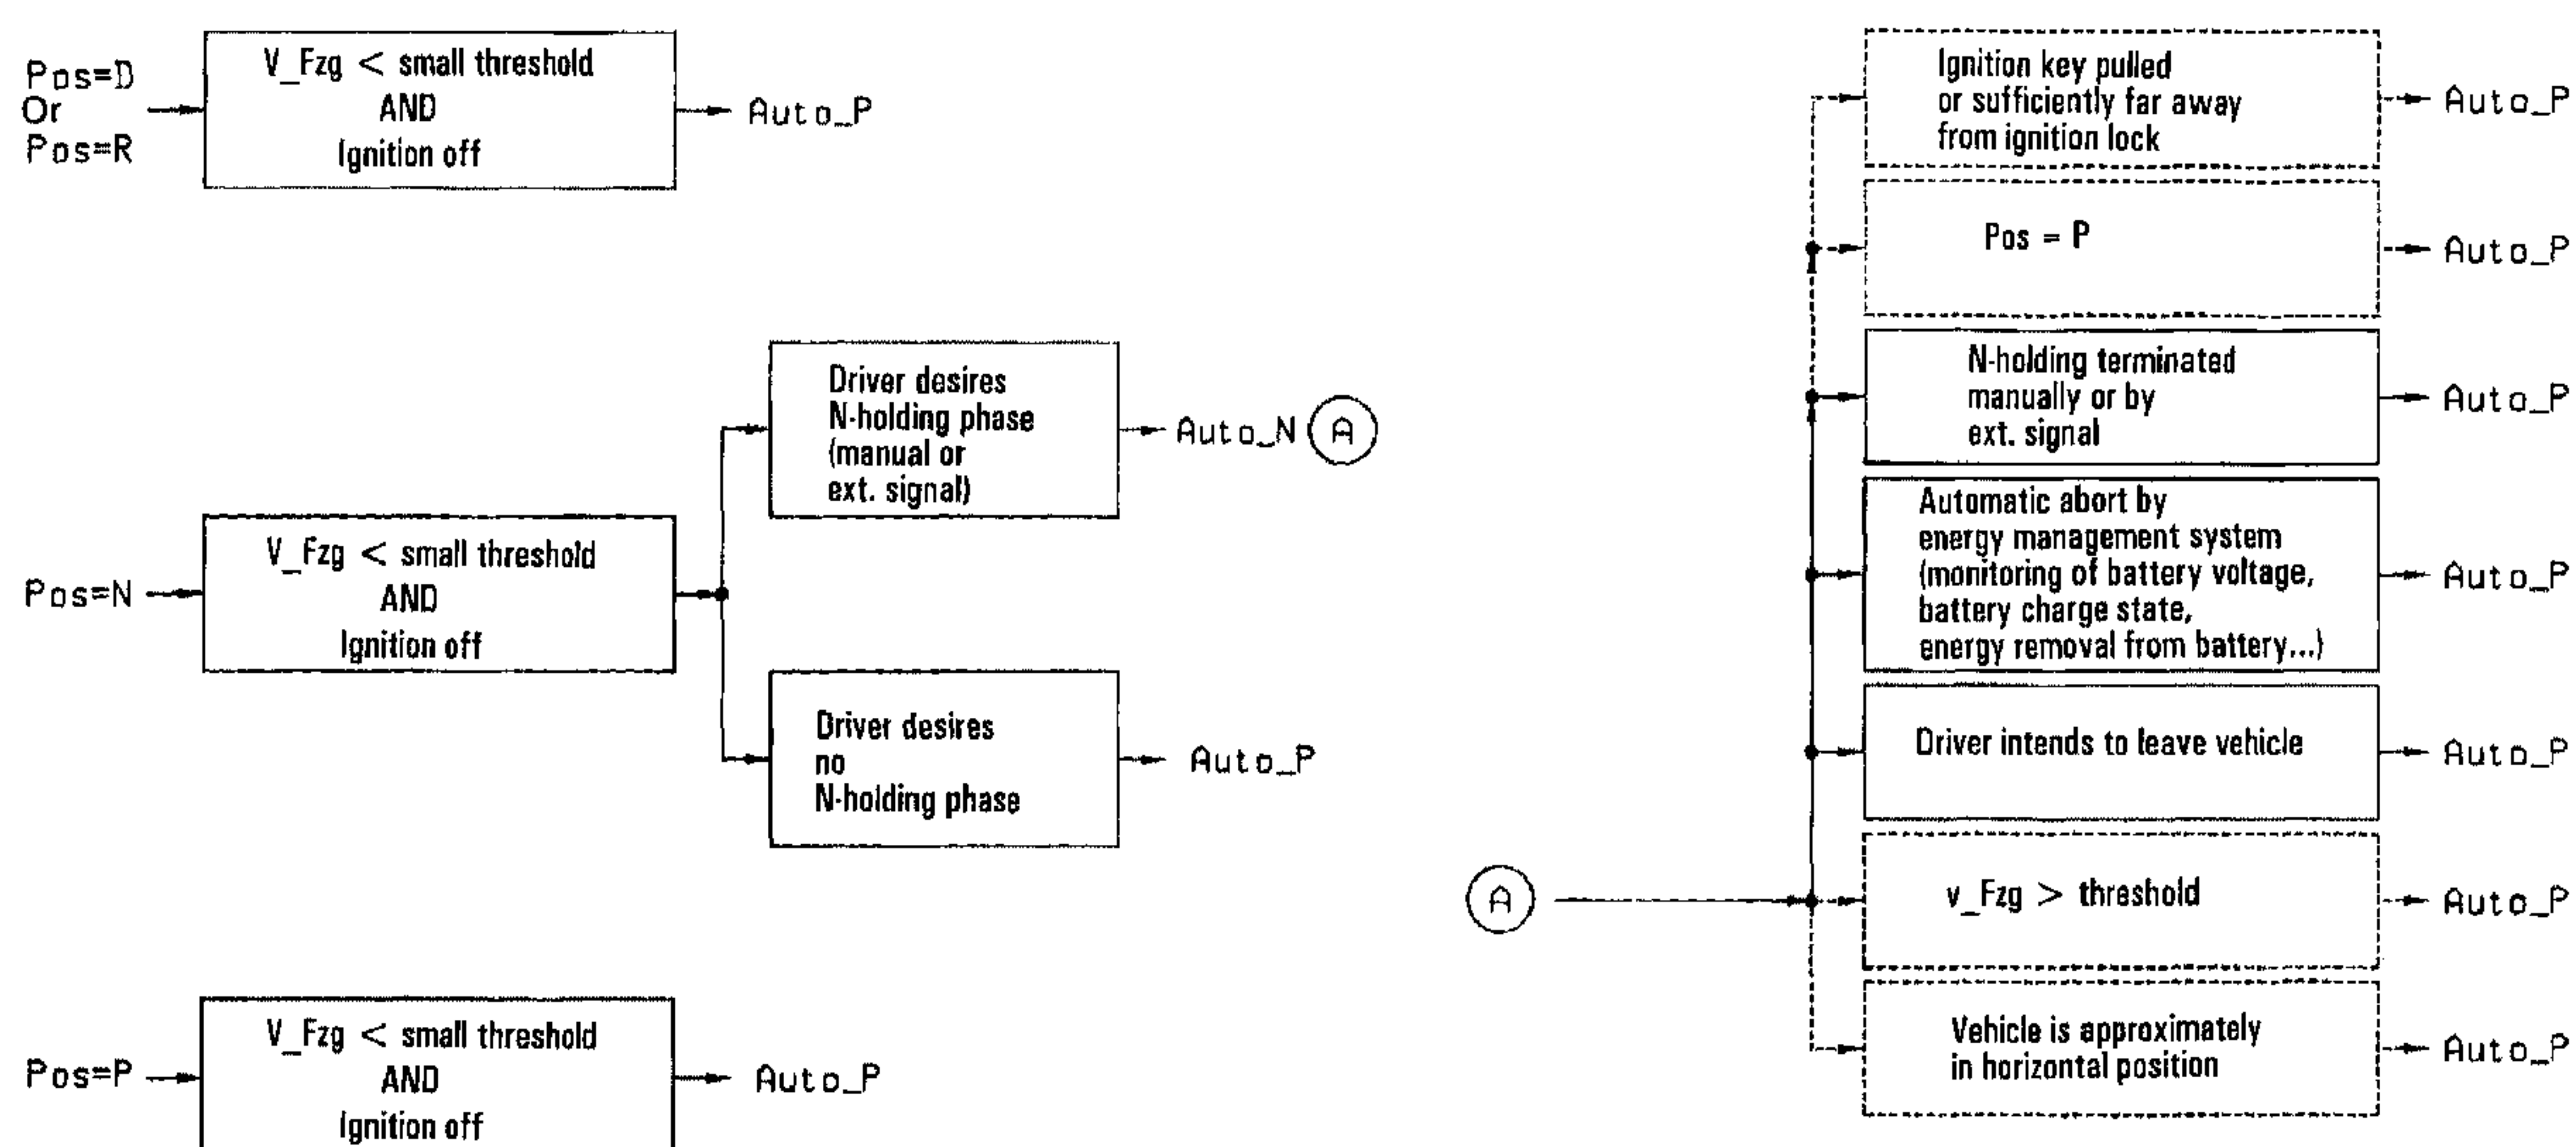 Pos=D
Or
Pos=R
V_Fzg < small threshold
AND
Ignition off
Auto_P
Pos=N
V_Fzg < small threshold
AND
Ignition off
Driver desires
N-holding phase
(manual or
ext. signal)
Auto_N
A
Driver desires
no
N-holding phase
Auto_P
Pos=P
V_Fzg < small threshold
AND
Ignition off
Auto_P
A
Ignition key pulled
or sufficiently far away
from ignition lock
Auto_P
Pos = P
Auto_P
N-holding terminated
manually or by
ext. signal
Auto_P
Automatic abort by
energy management system
(monitoring of battery voltage,
battery charge state,
energy removal from battery...)
Auto_P
Driver intends to leave vehicle
Auto_P
v_Fzg > threshold
Auto_P
Vehicle is approximately
in horizontal position
Auto_P